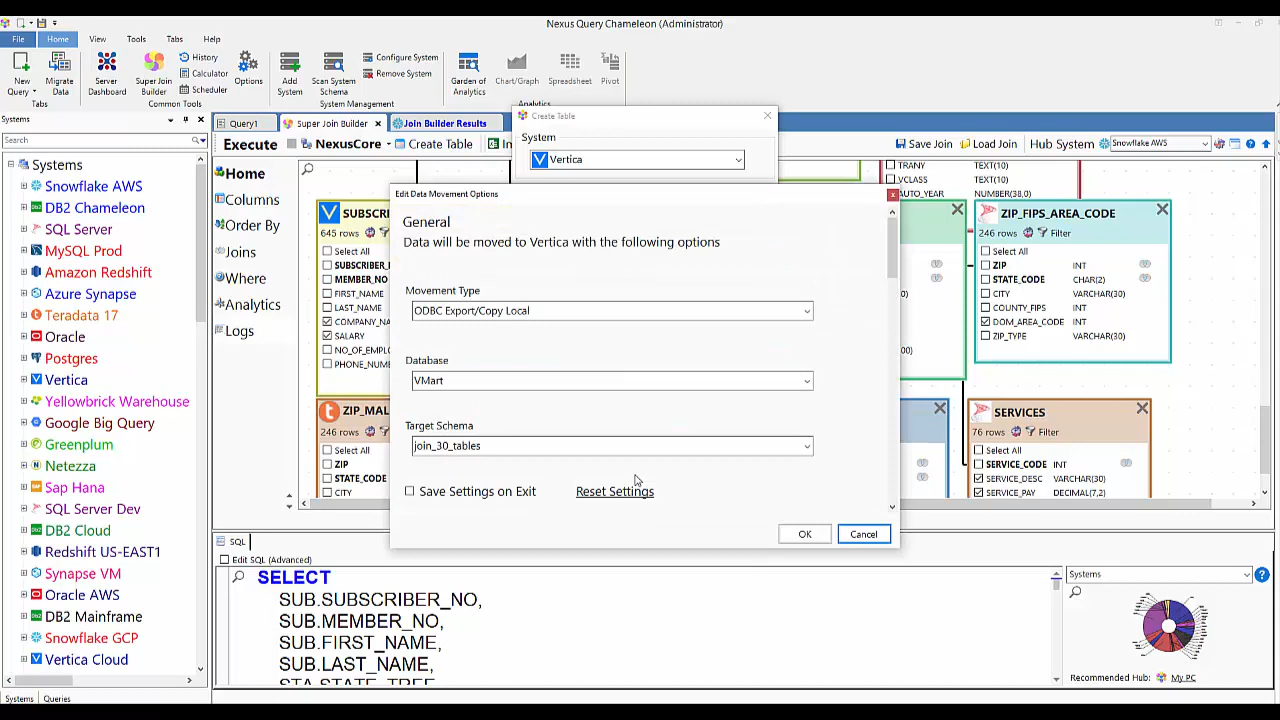 Nexus Query Chameleon (Administrator)
File
Home
View
Tools
Tabs
Help
New
Query
Migrate
Data
Tabs
Server
Dashboard
Super Join
Builder
History
Calculator
Scheduler
Common Tools
Options
Add
System
Scan System
Schema
Configure System
Remove System
System Management
Garden of
Analytics
Chart/Graph
Spreadsheet
Pivot
Analytics
Systems
Search
Systems
Snowflake AWS
DB2 Chameleon
SQL Server
MySQL Prod
Amazon Redshift
Azure Synapse
Teradata 17
Oracle
Postgres
Vertica
Yellowbrick Warehouse
Google Big Query
Greenplum
Netezza
Sap Hana
SQL Server Dev
DB2 Cloud
Redshift US-EAST1
Synapse VM
Oracle AWS
DB2 Mainframe
Snowflake GCP
Vertica Cloud
Systems
Queries
Query1
Super Join Builder
Join Builder Results
Execute
NexusCore
Create Table
In
Save Join
Load Join
Hub System
Snowflake AWS
Home
Columns
Order By
Joins
Where
Analytics
Logs
Create Table
System
Vertica
Edit Data Movement Options
General
Data will be moved to Vertica with the following options
Movement Type
ODBC Export/Copy Local
Database
VMart
Target Schema
join_30_tables
Save Settings on Exit
Reset Settings
OK
Cancel
SUBSCRI
645 rows
Select All
SUBSCRIBER_
MEMBER_NO
FIRST_NAME
LAST_NAME
COMPANY_NA
SALARY
NO_OF_EMPL
PHONE_NUM
ZIP_MAL
246 rows
Select All
ZIP
STATE_CODE
CITY
TRANY TEXT(10)
VCLASS TEXT(10)
AUTO_YEAR NUMBER(38,0)
ZIP_FIPS_AREA_CODE
246 rows Filter
Select All
ZIP INT
STATE_CODE CHAR(2)
CITY VARCHAR(30)
COUNTY_FIPS INT
DOM_AREA_CODE INT
ZIP_TYPE VARCHAR(30)
SERVICES
76 rows Filter
Select All
SERVICE_CODE INT
SERVICE_DESC VARCHAR(30)
SERVICE_PAY DECIMAL(7,2)
SQL
Edit SQL (Advanced)
SELECT
SUB.SUBSCRIBER_NO,
SUB.MEMBER_NO,
SUB.FIRST_NAME,
SUB.LAST_NAME,
STA.STATE_TREE
Systems
Recommended Hub: My PC